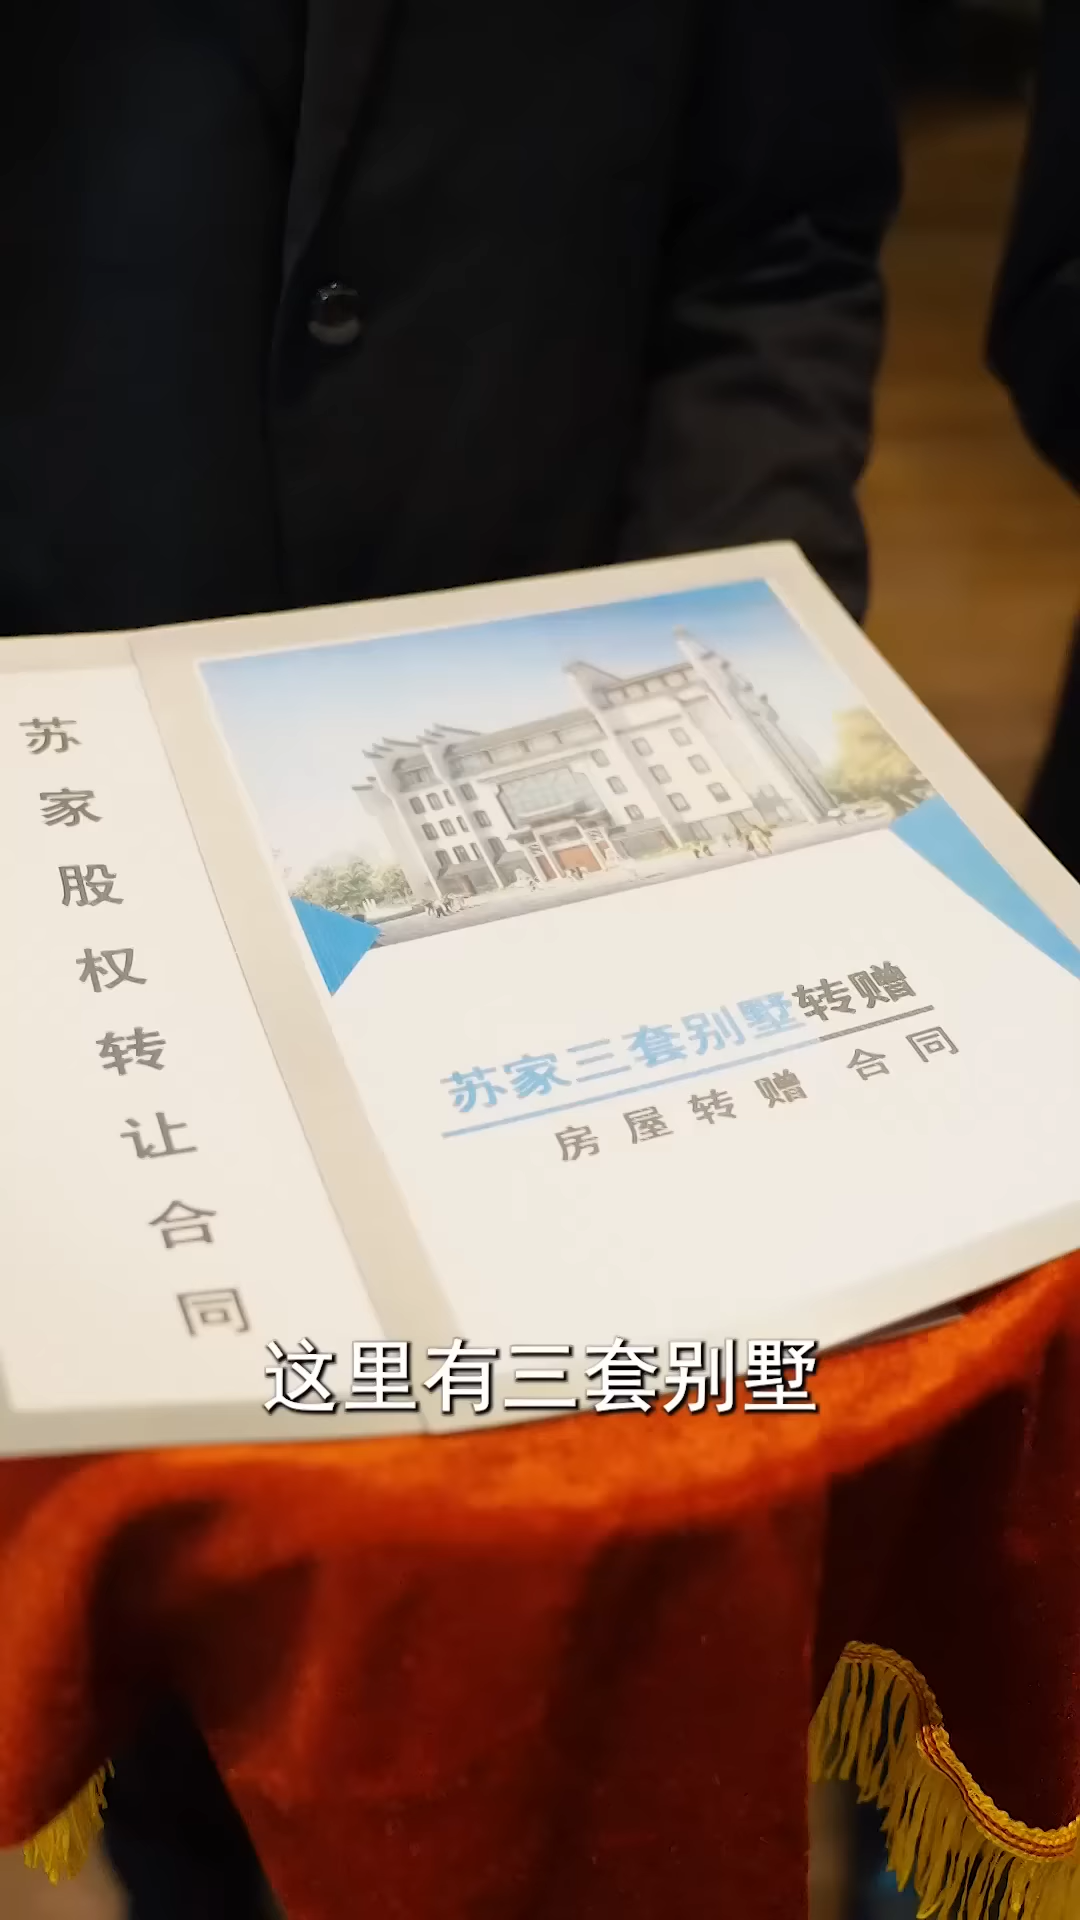 苏家股权转让合同
苏家三套别墅转赠
房屋转赠 合同
这里有三套别墅